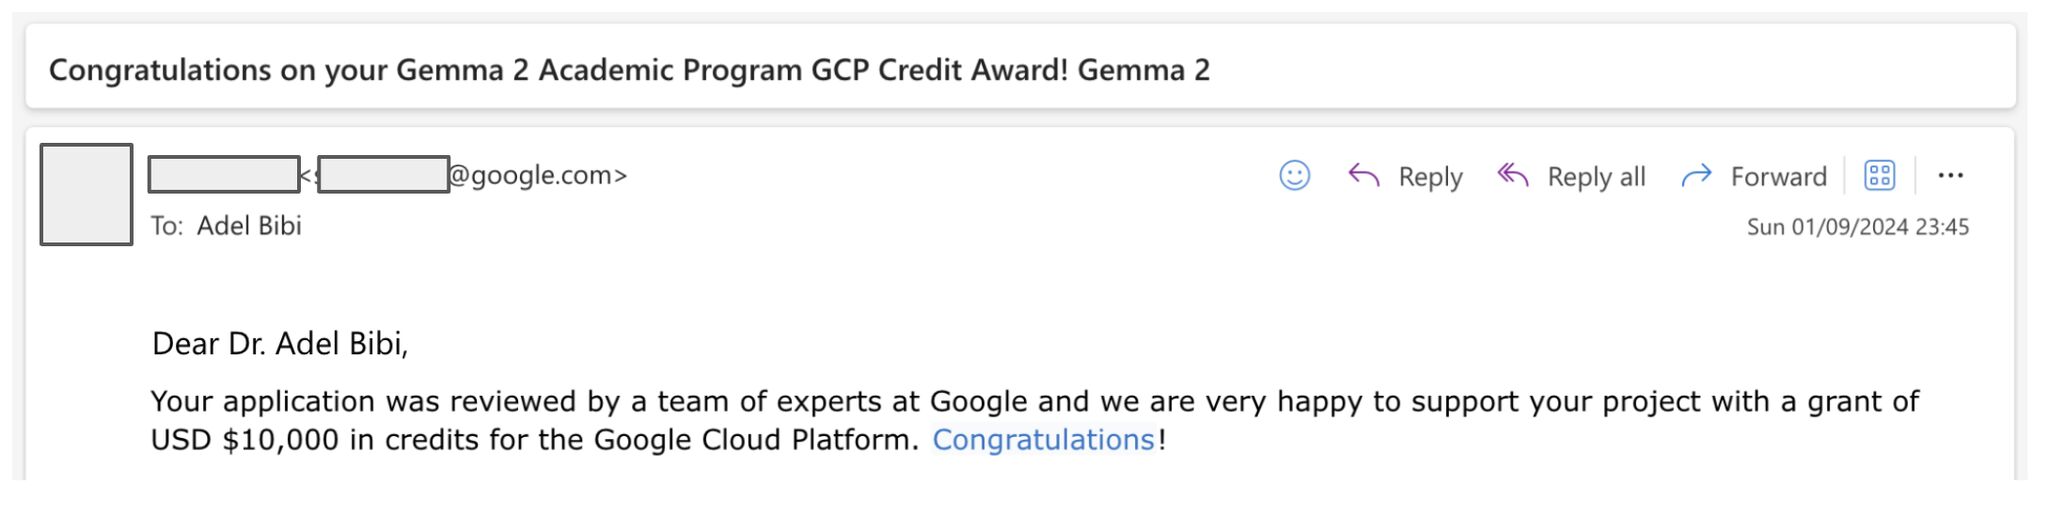 Congratulations on your Gemma 2 Academic Program GCP Credit Award! Gemma 2
<s @google.com>
Reply
Reply all
Forward
To: Adel Bibi
Sun 01/09/2024 23:45
Dear Dr. Adel Bibi,
Your application was reviewed by a team of experts at Google and we are very happy to support your project with a grant of
USD $10,000 in credits for the Google Cloud Platform. Congratulations!